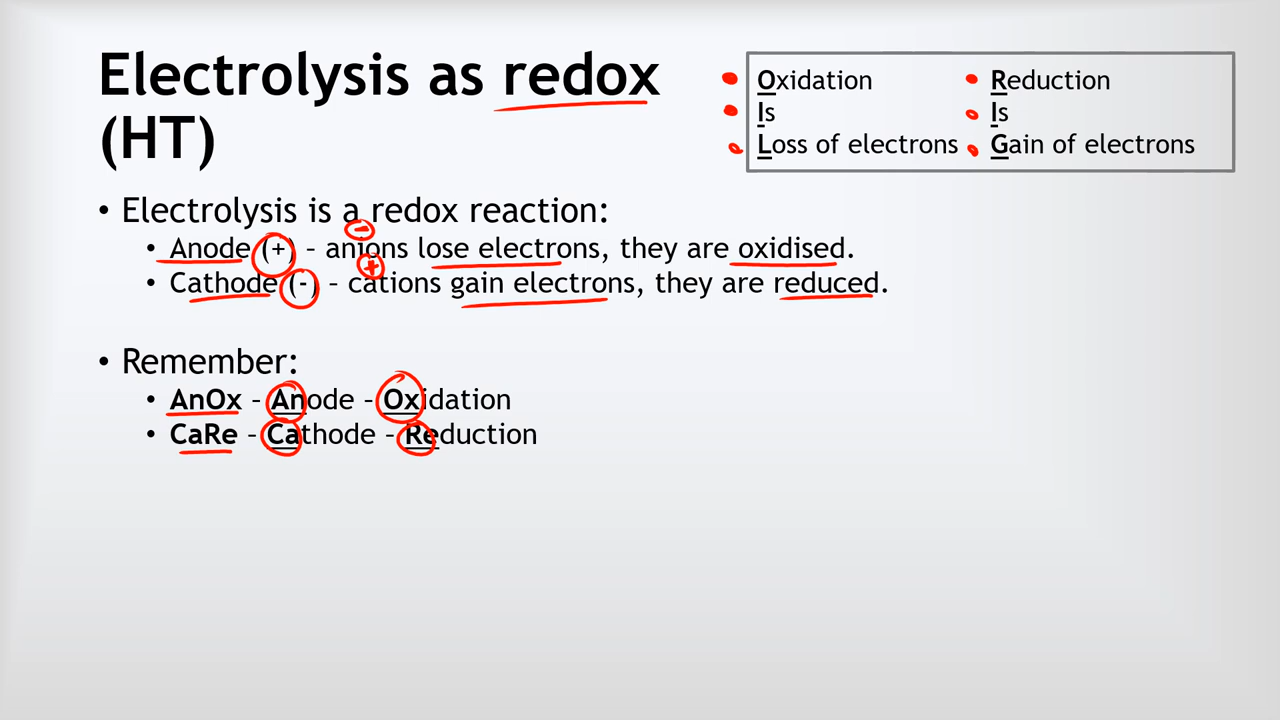 Electrolysis as redox
(HT)
Oxidation
Is
Loss of electrons
Reduction
Is
Gain of electrons
• Electrolysis is a redox reaction:
-
• Anode (+) – anions lose electrons, they are oxidised.
+
• Cathode (-) – cations gain electrons, they are reduced.
• Remember:
• AnOx – Anode – Oxidation
• CaRe – Cathode – Reduction